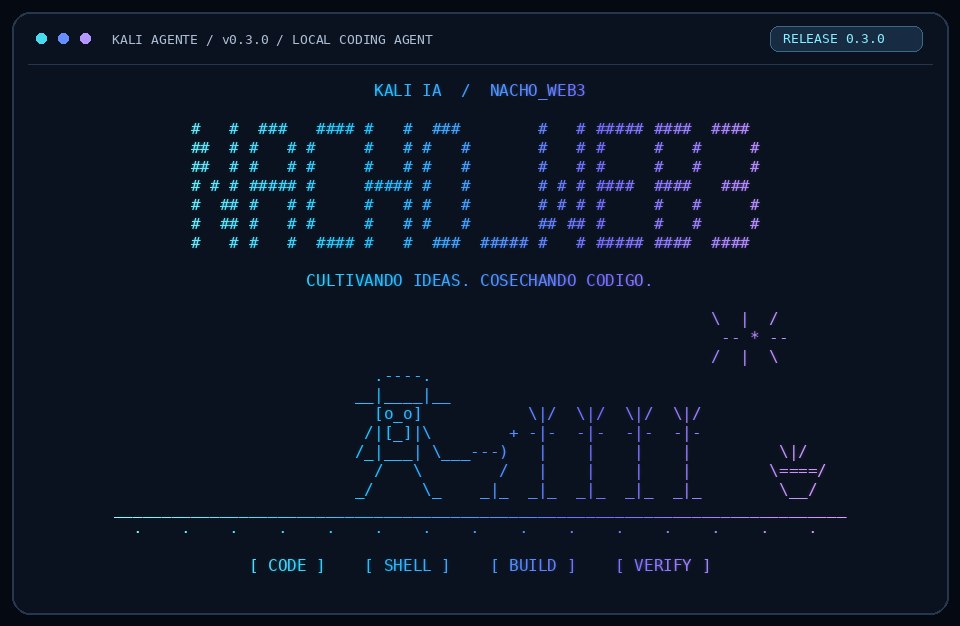 KALI AGENTE / v0.3.0 / LOCAL CODING AGENT
RELEASE 0.3.0
KALI IA / NACHO_WEB3
NACHO_WEB3
CULTIVANDO IDEAS. COSECHANDO CODIGO.
[ CODE ] [ SHELL ] [ BUILD ] [ VERIFY ]